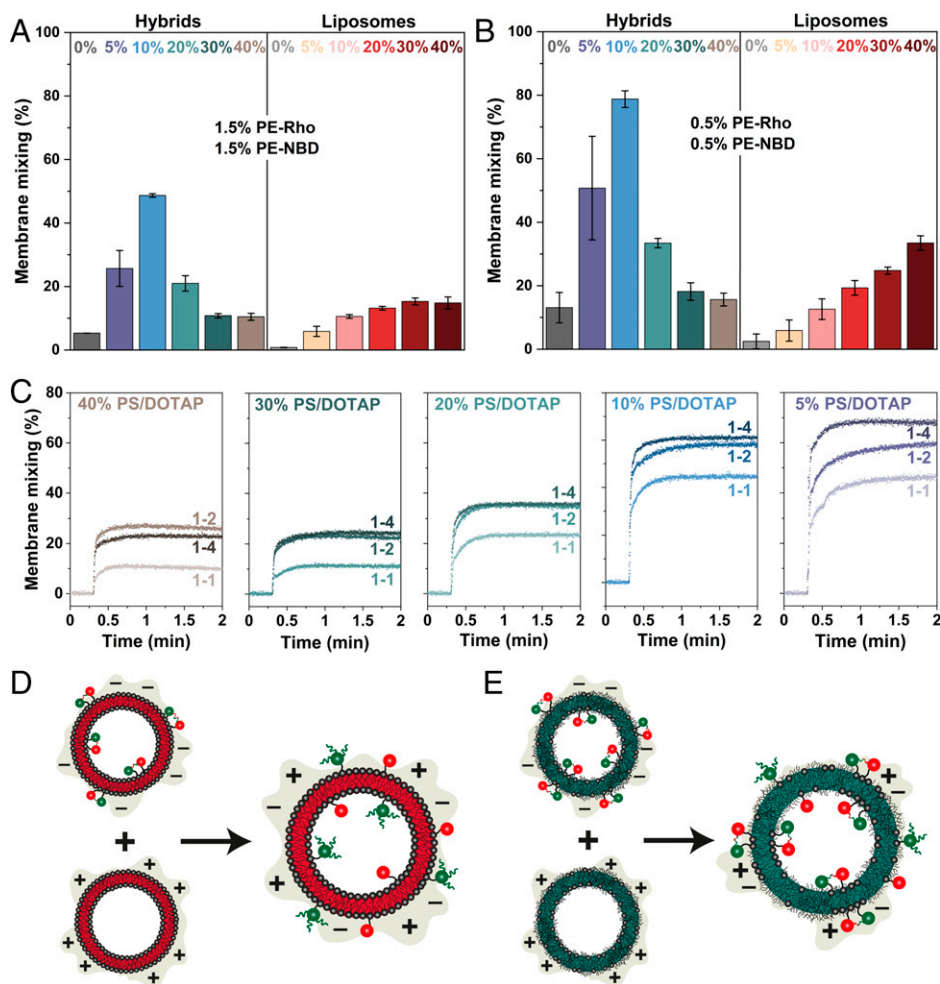 A
Hybrids
Liposomes
0% 5% 10% 20% 30% 40% 0% 5% 10% 20% 30% 40%
1.5% PE-Rho
1.5% PE-NBD
Membrane mixing (%)
100
80
60
40
20
0
B
Hybrids
Liposomes
0% 5% 10% 20% 30% 40% 0% 5% 10% 20% 30% 40%
0.5% PE-Rho
0.5% PE-NBD
Membrane mixing (%)
100
80
60
40
20
0
C
Membrane mixing (%)
80
60
40
20
0
40% PS/DOTAP
1-2
1-4
1-1
0.5 1 1.5 2
Time (min)
30% PS/DOTAP
1-4
1-2
1-1
0.5 1 1.5 2
Time (min)
20% PS/DOTAP
1-4
1-2
1-1
0.5 1 1.5 2
Time (min)
10% PS/DOTAP
1-4
1-2
1-1
0.5 1 1.5 2
Time (min)
5% PS/DOTAP
1-4
1-2
1-1
0.5 1 1.5 2
Time (min)
D
E